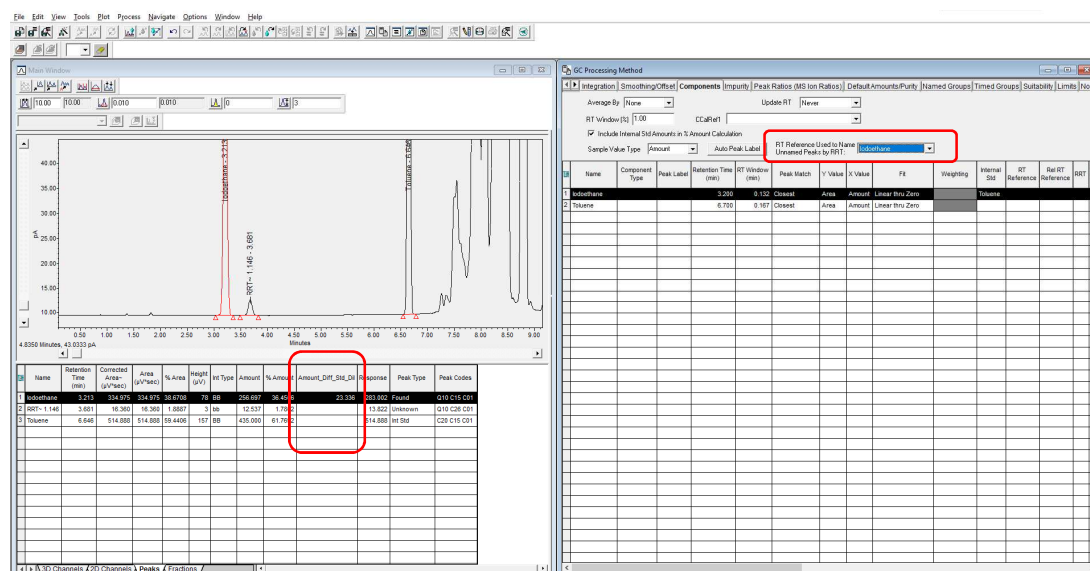 File Edit View Tools Plot Process Navigate Options Window Help
Main Window
10.00 10.00 0.010 0.010 0 3
40.00
35.00
pA
25.00
20.00
15.00
10.00
Iodoethane - 3.213
RRT~ 1.146 - 3.681
Toluene - 6.646
0.50 1.00 1.50 2.00 2.50 3.00 3.50 4.00 4.50 5.00 5.50 6.00 6.50 7.00 7.50 8.00 8.50 9.00
Minutes
4.8350 Minutes, 43.0333 pA
Name Retention Time (min) Corrected Area~ (µV*sec) Area (µV*sec) % Area Height (µV) Int Type Amount % Amount Amount_Diff_Std_Dil Response Peak Type Peak Codes
1 Iodoethane 3.213 334.975 334.975 38.6708 78 BB 256.697 23.336 283.002 Found Q10 C15 C01
2 RRT~ 1.146 3.681 16.360 16.360 1.8887 3 bb 12.537 13.822 Unknown Q10 C26 C01
3 Toluene 6.646 514.888 514.888 59.4406 157 BB 435.000 514.888 Int Std C20 C15 C01
3D Channels 2D Channels Peaks Fractions
GC Processing Method
Integration Smoothing/Offset Components Impurity Peak Ratios (MS Ion Ratios) Default Amounts/Purity Named Groups Timed Groups Suitability Limits No
Average By None Update RT Never
RT Window (%) 1.00 CCalRef1
Include Internal Std Amounts in % Amount Calculation
Sample Value Type Amount Auto Peak Label RT Reference Used to Name Unnamed Peaks by RRT: Iodoethane
Name Component Type Peak Label Retention Time (min) RT Window (min) Peak Match Y Value X Value Fit Weighting Internal Std RT Reference Rel RT Reference RRT
1 Iodoethane 3.200 0.132 Closest Area Amount Linear thru Zero Toluene
2 Toluene 6.700 0.167 Closest Area Amount Linear thru Zero